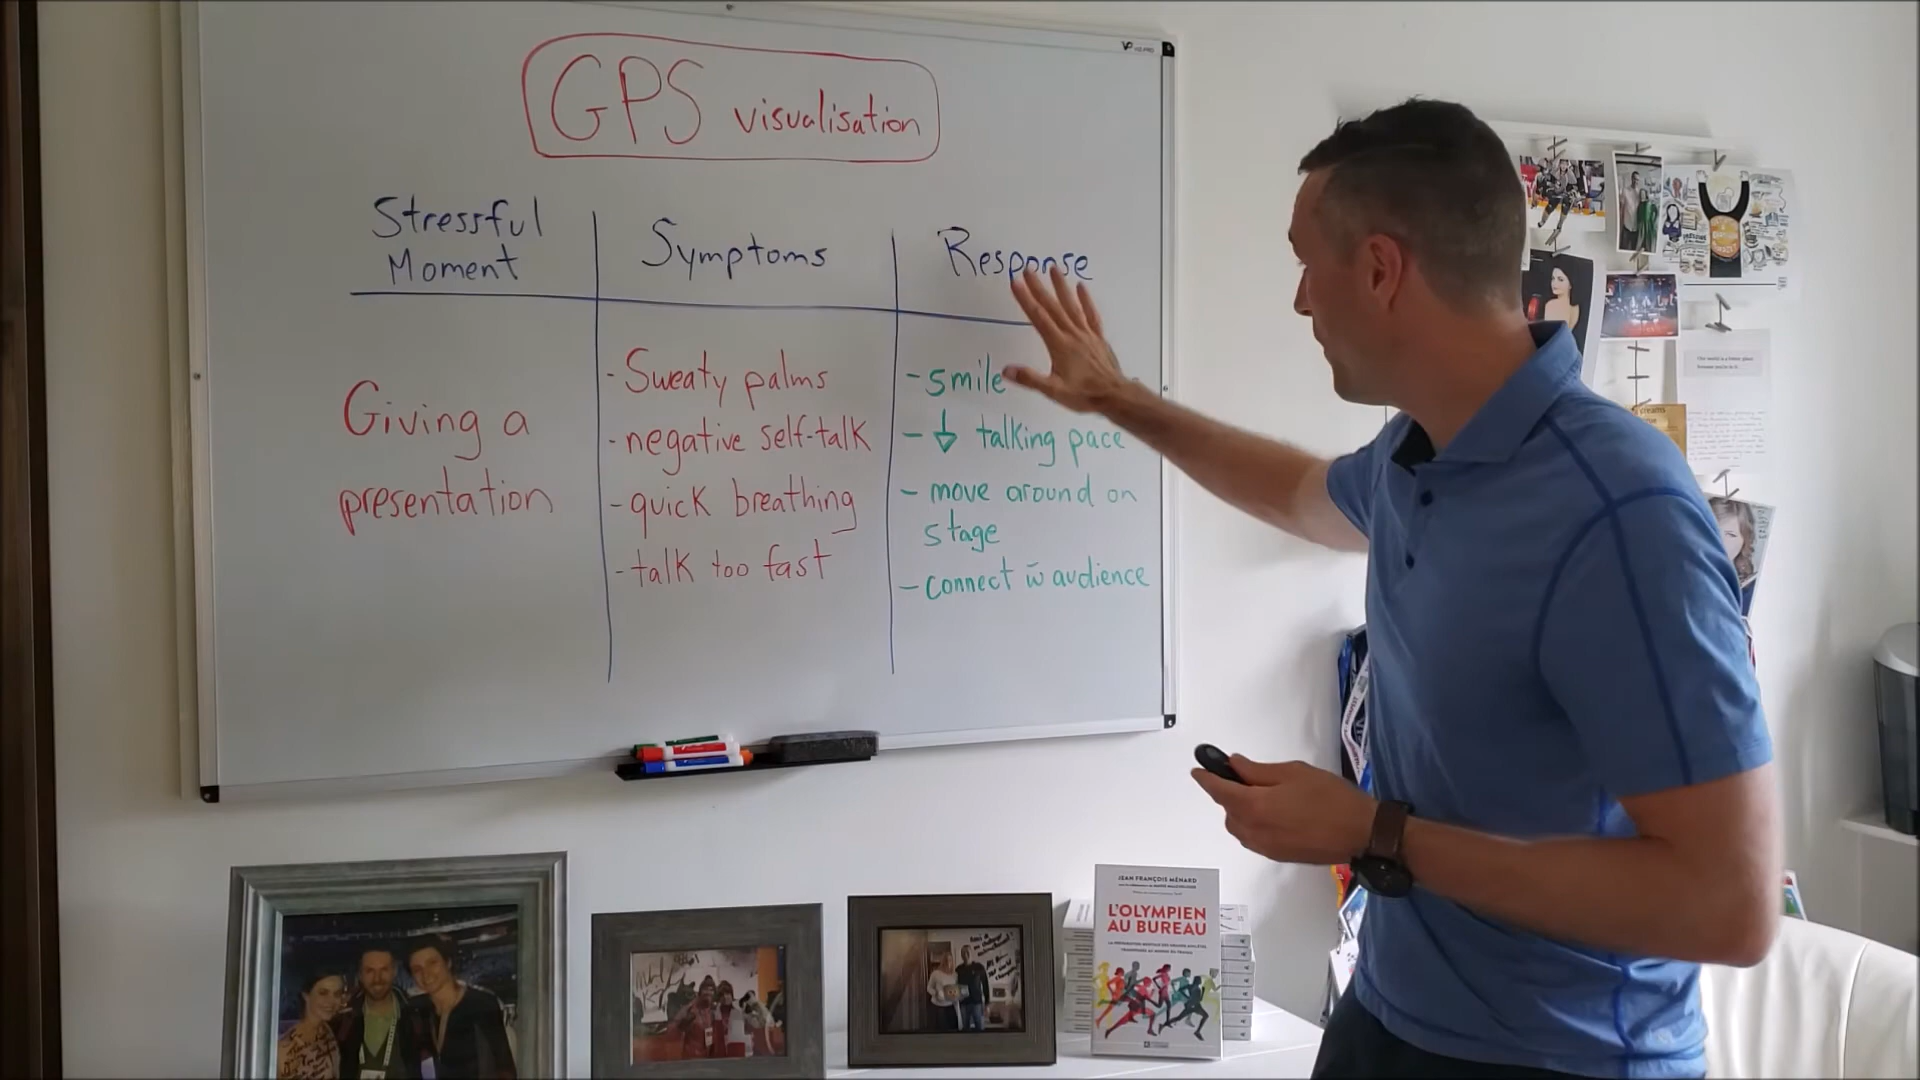 GPS visualisation
Stressful
Moment
Symptoms
Response
Giving a
presentation
- Sweaty palms
- negative self-talk
- quick breathing
- talk too fast
- smile
- ↓ talking pace
- move around on
stage
- connect w̄ audience
JEAN FRANÇOIS MÉNARD
L'OLYMPIEN
AU BUREAU